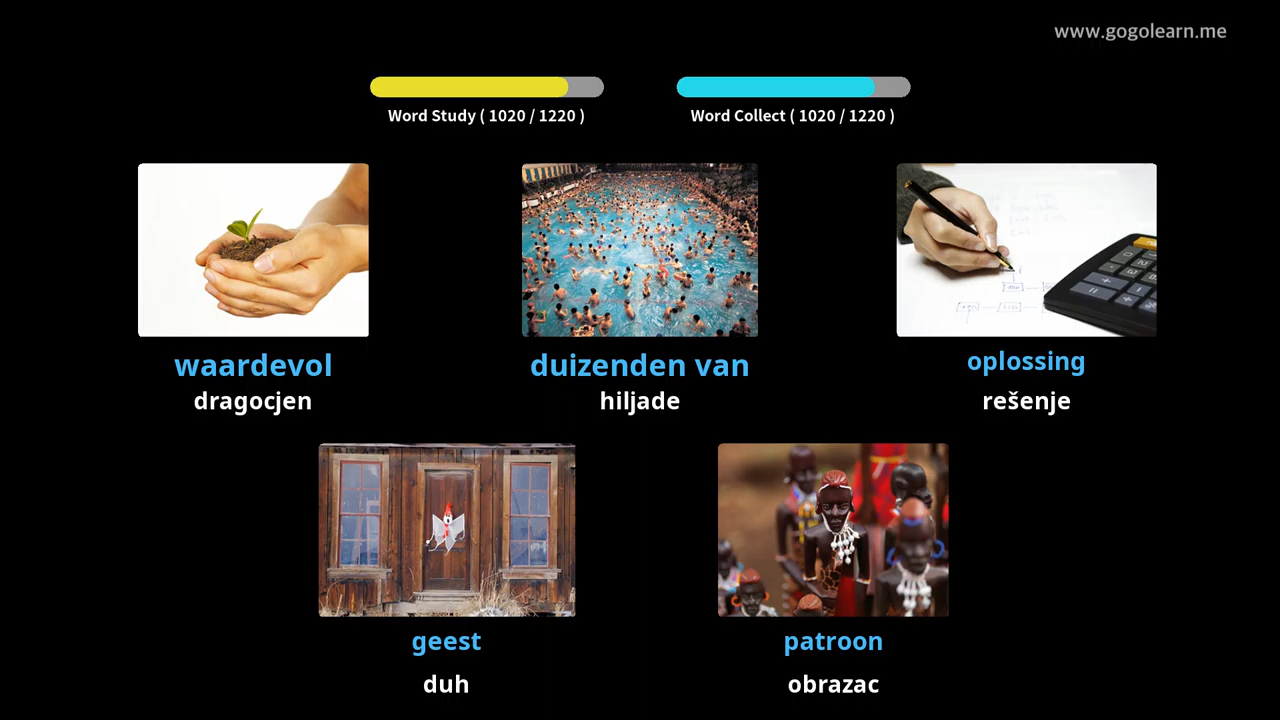 www.gogolearn.me
Word Study ( 1020 / 1220 )
Word Collect ( 1020 / 1220 )
waardevol
dragocjen
duizenden van
hiljade
oplossing
rešenje
geest
duh
patroon
obrazac